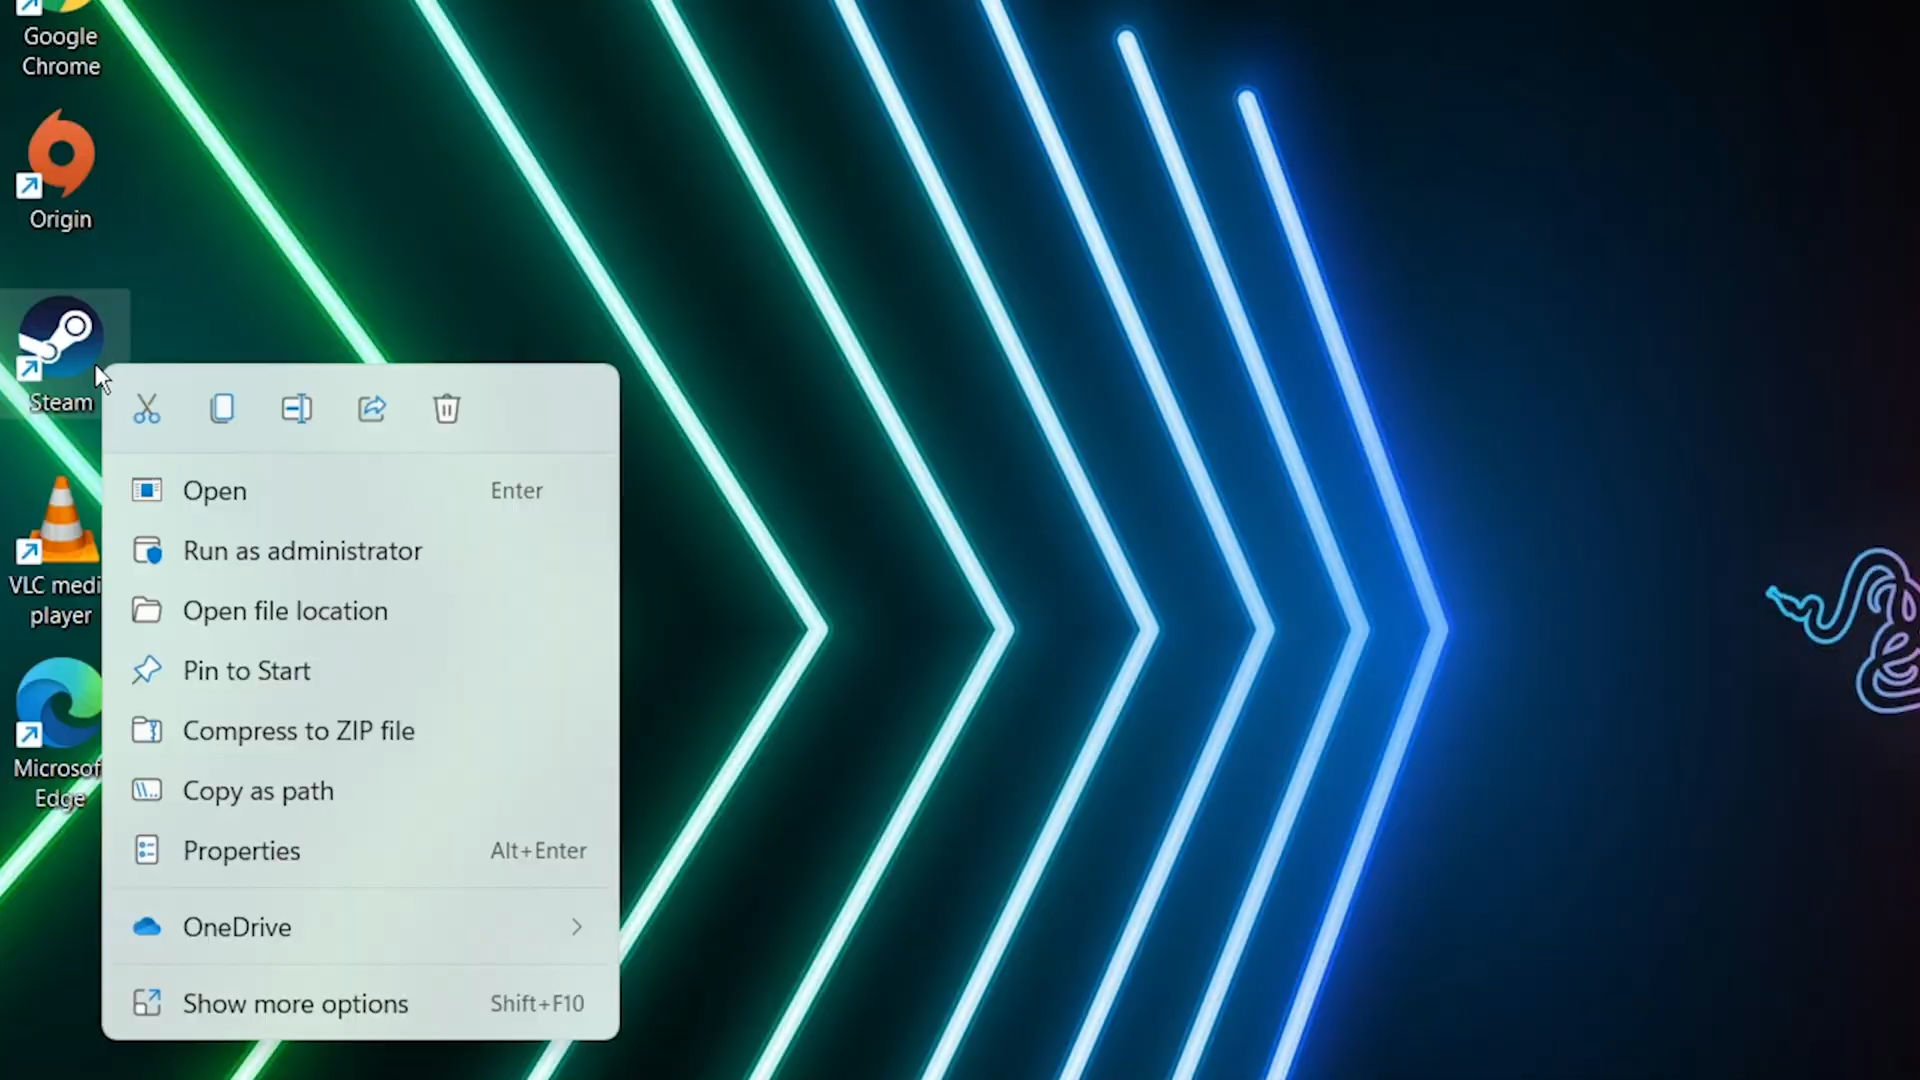 Google
Chrome
Origin
Steam
VLC medi
player
Microsof
Edge
Open Enter
Run as administrator
Open file location
Pin to Start
Compress to ZIP file
Copy as path
Properties Alt+Enter
OneDrive
Show more options Shift+F10